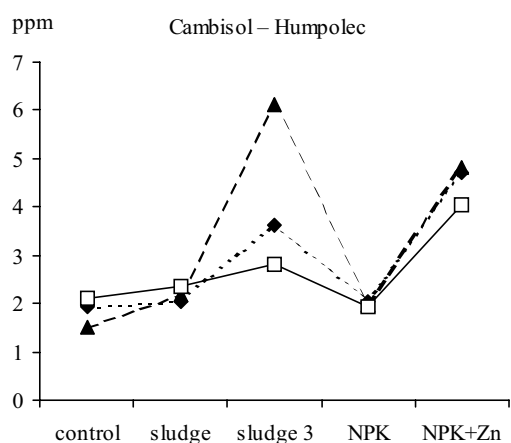 ppm
Cambisol – Humpolec
7
6
5
4
3
2
1
0
control sludge sludge 3 NPK NPK+Zn